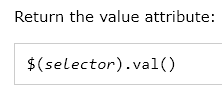 Return the value attribute:
$(selector).val()